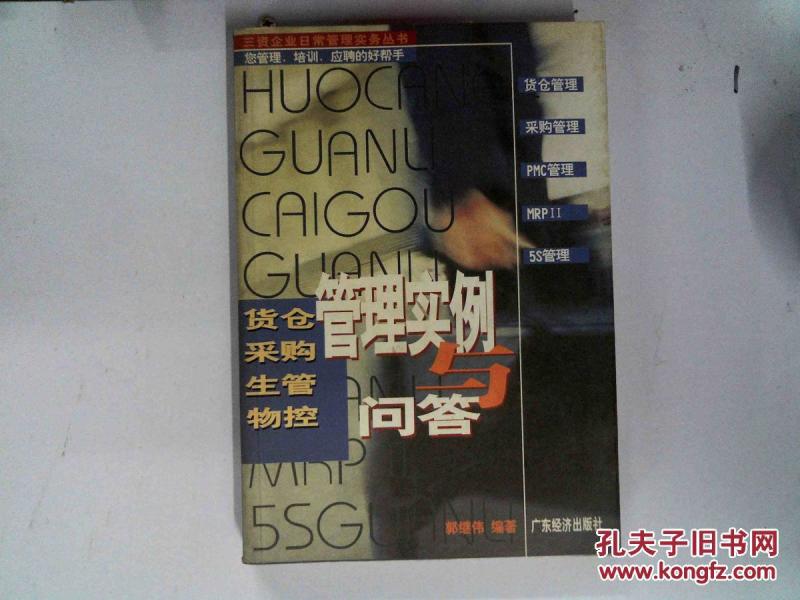 三资企业日常管理实务丛书
您管理、培训、应聘的好帮手
HUOCANG
GUANLI
CAIGOU
GUANLI
货仓管理
采购管理
PMC管理
MRPII
5S管理
货仓
采购
生管
物控
管理实例
与
问答
MRP II
5SGUANLI
郭继伟 编著
广东经济出版社
孔夫子旧书网
www.kongfz.com